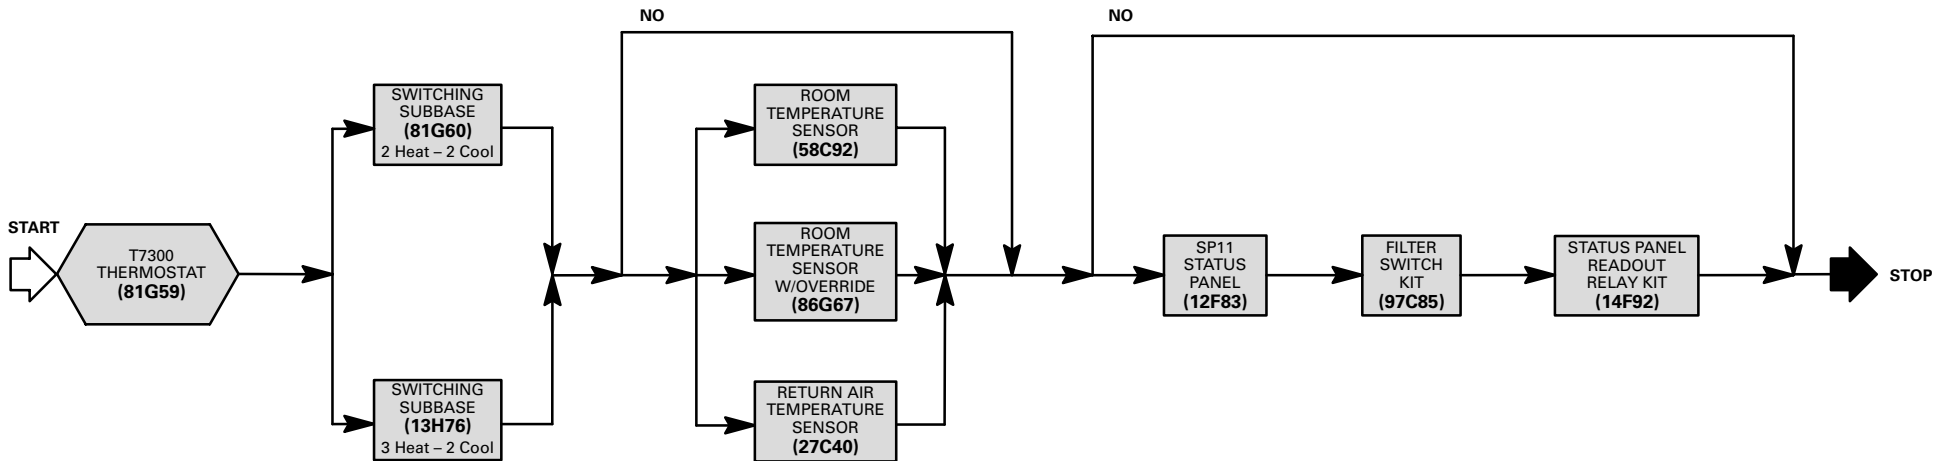 NO
NO
START
T7300
THERMOSTAT
(81G59)
SWITCHING
SUBBASE
(81G60)
2 Heat – 2 Cool
SWITCHING
SUBBASE
(13H76)
3 Heat – 2 Cool
ROOM
TEMPERATURE
SENSOR
(58C92)
ROOM
TEMPERATURE
SENSOR
W/OVERRIDE
(86G67)
RETURN AIR
TEMPERATURE
SENSOR
(27C40)
SP11
STATUS
PANEL
(12F83)
FILTER
SWITCH
KIT
(97C85)
STATUS PANEL
READOUT
RELAY KIT
(14F92)
STOP